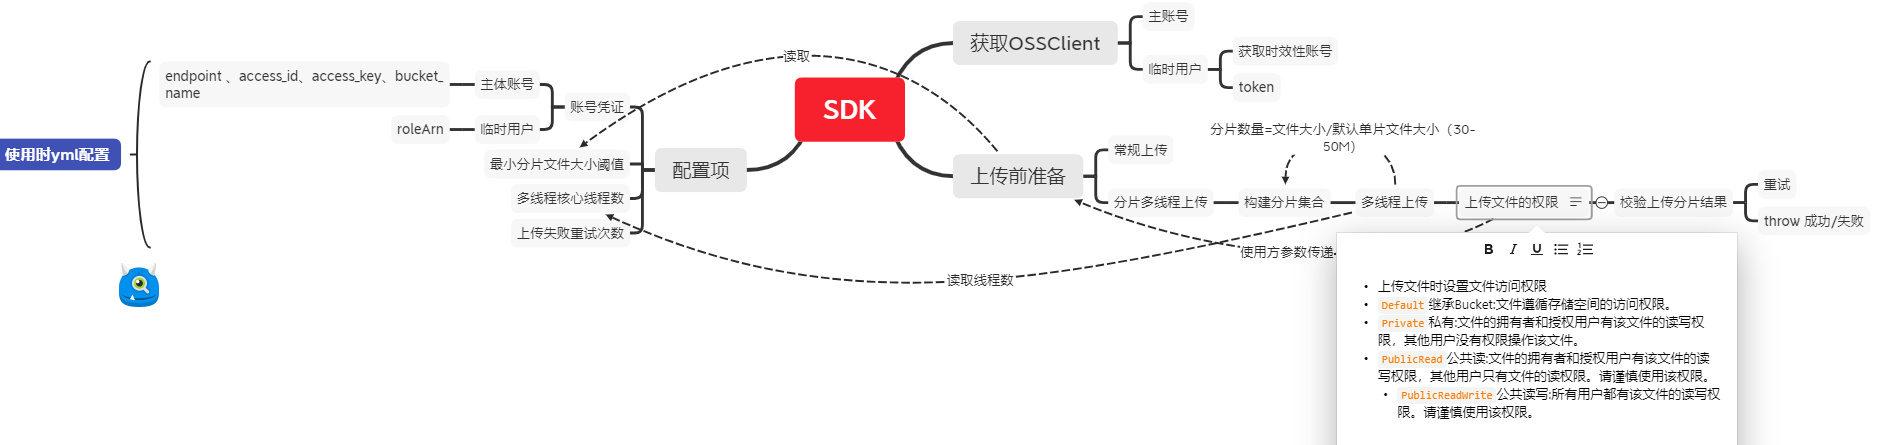 使用时yml配置
endpoint 、access_id、access_key、bucket_
name
主体账号
roleArn
临时用户
账号凭证
最小分片文件大小阈值
多线程核心线程数
上传失败重试次数
配置项
读取
SDK
获取OSSClient
主账号
临时用户
获取时效性账号
token
上传前准备
常规上传
分片多线程上传
构建分片集合
分片数量=文件大小/默认单片文件大小（30-
50M）
多线程上传
上传文件的权限
校验上传分片结果
重试
throw 成功/失败
使用方参数传递
读取线程数
B I U
• 上传文件时设置文件访问权限
• Default 继承Bucket:文件遵循存储空间的访问权限。
• Private 私有:文件的拥有者和授权用户有该文件的读写权
限，其他用户没有权限操作该文件。
• PublicRead 公共读:文件的拥有者和授权用户有该文件的读
写权限，其他用户只有文件的读权限。请谨慎使用该权限。
• PublicReadWrite 公共读写:所有用户都有该文件的读写权
限。请谨慎使用该权限。